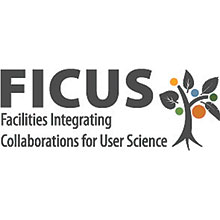 FICUS
Facilities Integrating
Collaborations for User Science